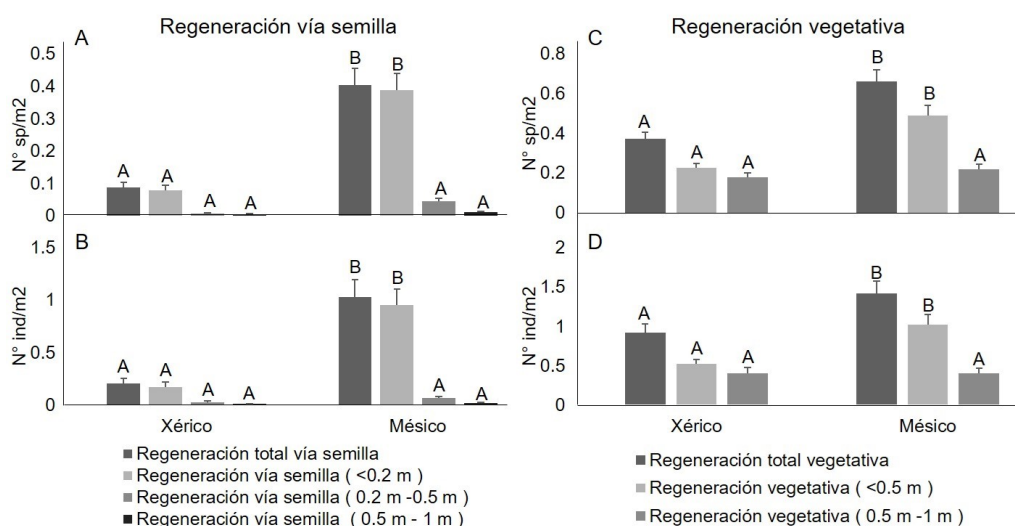 Regeneración vía semilla
A
0.5
0.4
0.3
0.2
0.1
0
N° sp/m2
A A A A
B B A A
B
1.5
1
0.5
0
N° ind/m2
A A A A
B B A A
Xérico Mésico
Regeneración total vía semilla
Regeneración vía semilla ( <0.2 m )
Regeneración vía semilla ( 0.2 m -0.5 m )
Regeneración vía semilla ( 0.5 m - 1 m )
Regeneración vegetativa
C
0.8
0.6
0.4
0.2
0
N° sp/m2
A A A
B B A
D
2
1.5
1
0.5
0
N° ind/m2
A A A
B B A
Xérico Mésico
Regeneración total vegetativa
Regeneración vegetativa ( <0.5 m )
Regeneración vegetativa ( 0.5 m -1 m )